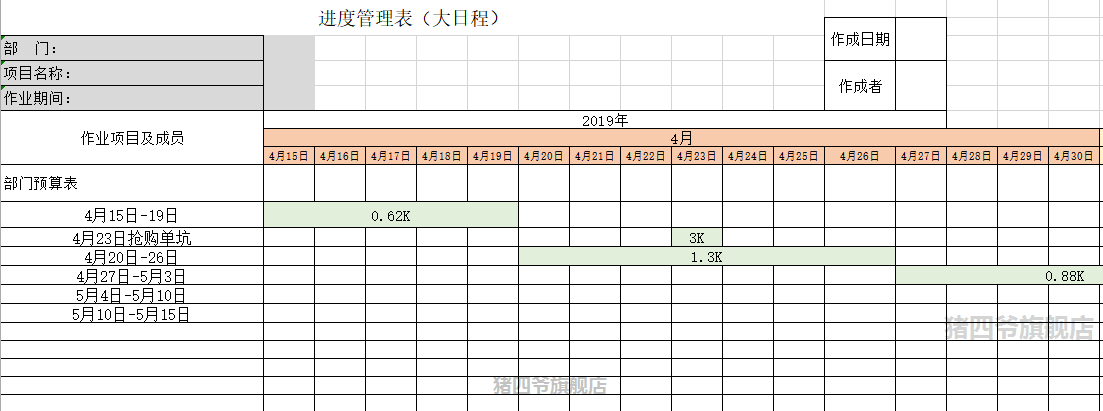 进度管理表（大日程）
作成日期
部　门：
项目名称：
作成者
作业期间：
2019年
作业项目及成员
4月
4月15日 4月16日 4月17日 4月18日 4月19日 4月20日 4月21日 4月22日 4月23日 4月24日 4月25日 4月26日 4月27日 4月28日 4月29日 4月30日
部门预算表
4月15日-19日 0.62K
4月23日抢购单坑 3K
4月20日-26日 1.3K
4月27日-5月3日 0.88K
5月4日-5月10日
5月10日-5月15日
猪四爷旗舰店
猪四爷旗舰店